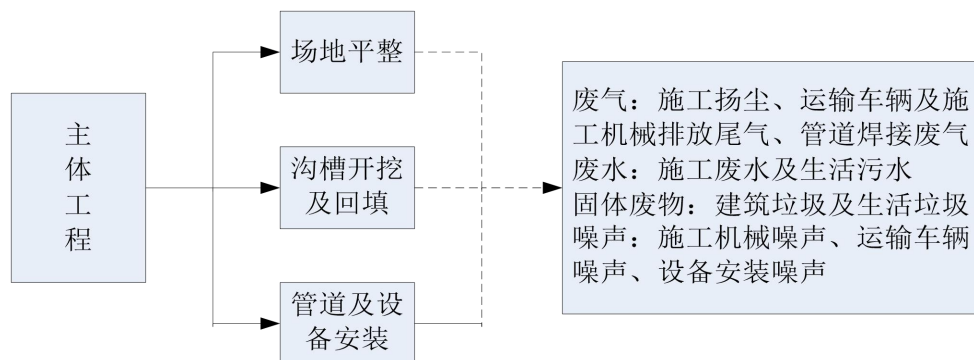 主体工程
场地平整
沟槽开挖
及回填
管道及设
备安装
废气：施工扬尘、运输车辆及施
工机械排放尾气、管道焊接废气
废水：施工废水及生活污水
固体废物：建筑垃圾及生活垃圾
噪声：施工机械噪声、运输车辆
噪声、设备安装噪声